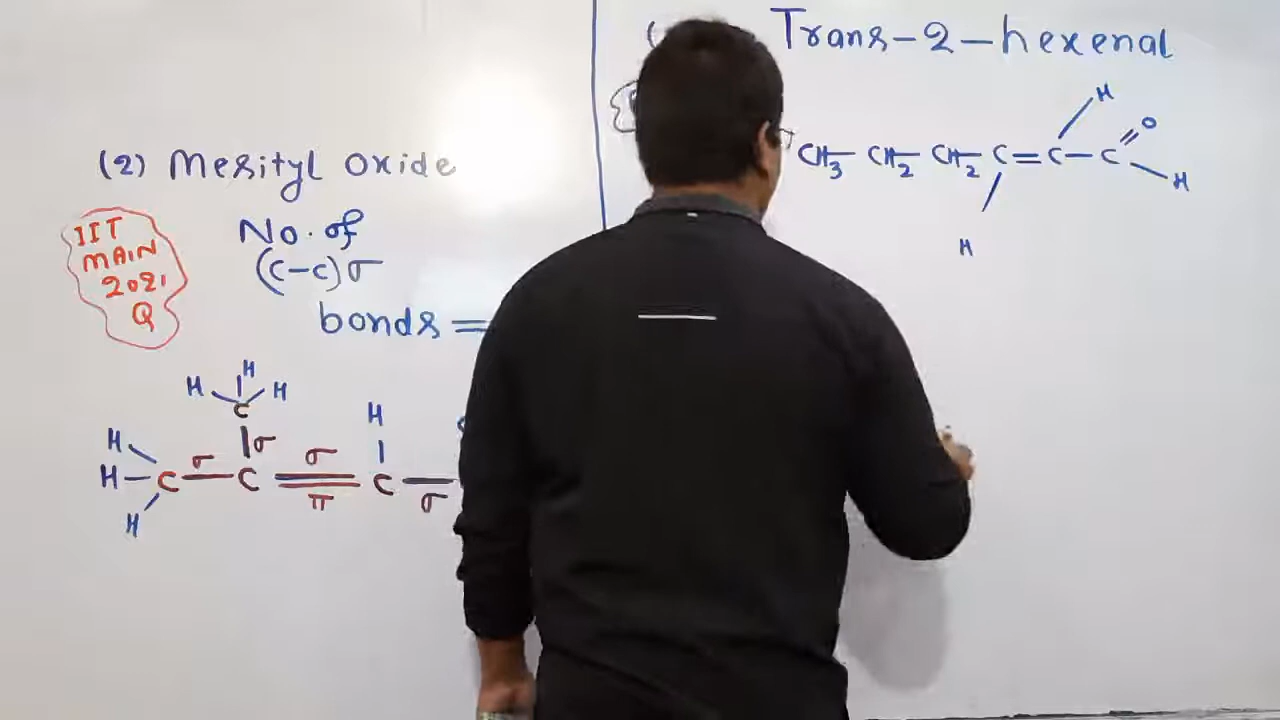 (2) Mesityl Oxide
IIT
MAIN
2021
Q
No. of
(C-C)σ
bonds =
H
H H
C
H σ H
H σ σ
H - C - C = C -
π σ
H
Trans-2-hexenal
H
O
CH3 - CH2 - CH2 C = C - C
H
H